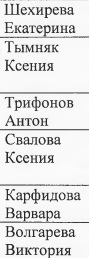 Шехирева
Екатерина
Тымняк
Ксения
Трифонов
Антон
Свалова
Ксения
Карфидова
Варвара
Волгарева
Виктория